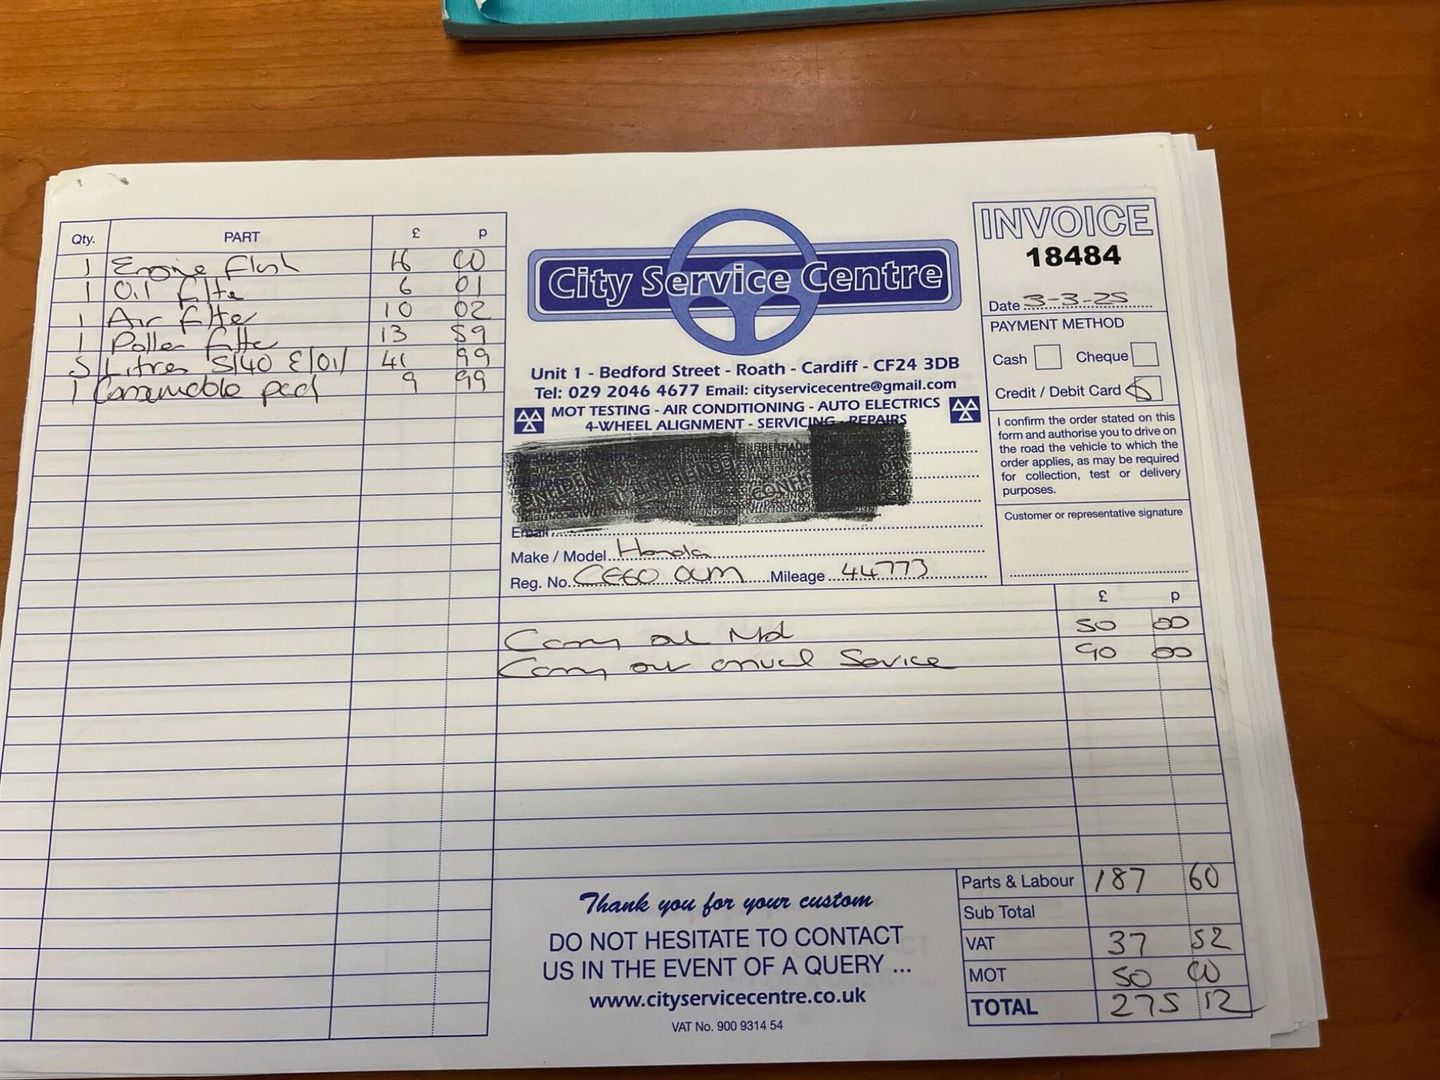 Qty. PART £ p
1 Engine flush 16 00
1 Oil filte 6 01
1 Air filter 10 02
1 Pollen filte 13 59
5 Litres 5/40 E/oil 41 99
1 Consumable pack 9 99
City Service Centre
Unit 1 - Bedford Street - Roath - Cardiff - CF24 3DB
Tel: 029 2046 4677 Email: cityservicecentre@gmail.com
MOT TESTING - AIR CONDITIONING - AUTO ELECTRICS
4-WHEEL ALIGNMENT - SERVICING - REPAIRS
Email
Make / Model Honda
Reg. No. CE60 Mileage 44773
INVOICE
18484
Date 3-3-25
PAYMENT METHOD
Cash Cheque
Credit / Debit Card
I confirm the order stated on this
form and authorise you to drive on
the road the vehicle to which the
order applies, as may be required
for collection, test or delivery
purposes.
Customer or representative signature
£ p
Carry out Mot 50 00
Carry out annual Service 90 00
Thank you for your custom
DO NOT HESITATE TO CONTACT
US IN THE EVENT OF A QUERY ...
www.cityservicecentre.co.uk
VAT No. 900 9314 54
Parts & Labour 187 60
Sub Total
VAT 37 52
MOT 50 00
TOTAL 275 12